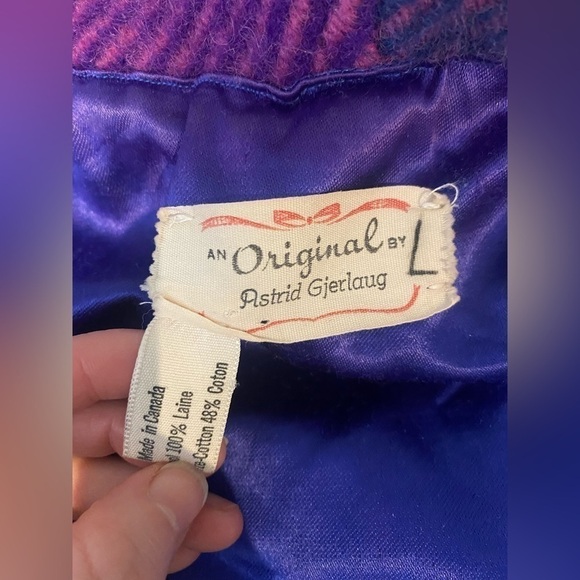 AN Original BY L
Astrid Gjerlaug
Made in Canada
100% Laine
Cotton 48% Coton